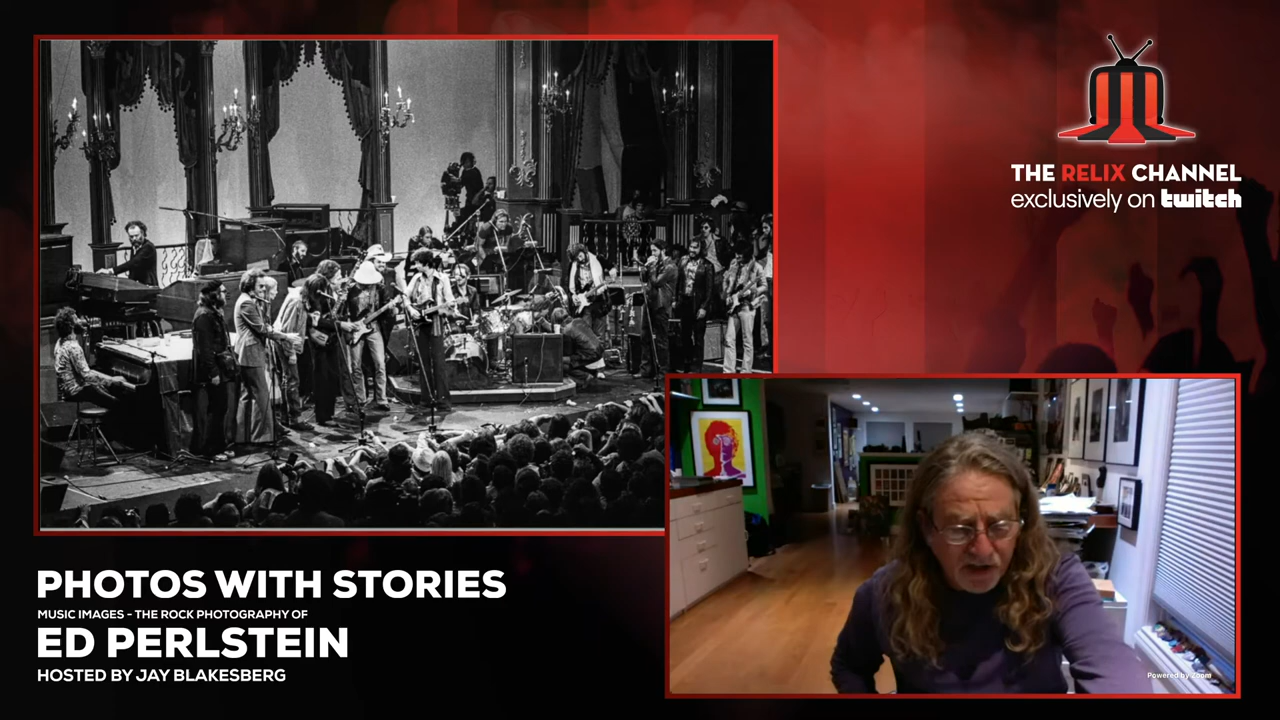 THE RELIX CHANNEL
exclusively on twitch
PHOTOS WITH STORIES
MUSIC IMAGES - THE ROCK PHOTOGRAPHY OF
ED PERLSTEIN
HOSTED BY JAY BLAKESBERG
Powered by Zoom